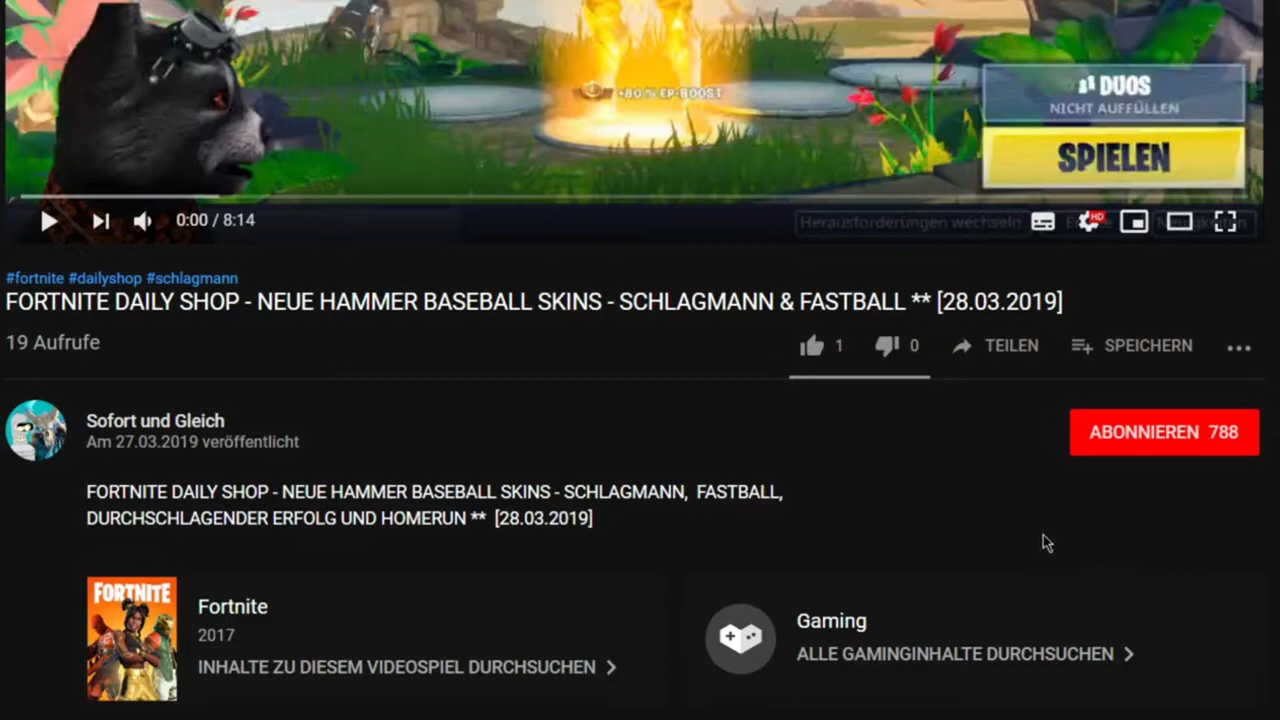 +80 % EP-BOOST
DUOS
NICHT AUFFÜLLEN
SPIELEN
0:00 / 8:14
Herausforderungen wechseln
HD
#fortnite #dailyshop #schlagmann
FORTNITE DAILY SHOP - NEUE HAMMER BASEBALL SKINS - SCHLAGMANN & FASTBALL ** [28.03.2019]
19 Aufrufe
1
0
TEILEN
SPEICHERN
Sofort und Gleich
Am 27.03.2019 veröffentlicht
ABONNIEREN 788
FORTNITE DAILY SHOP - NEUE HAMMER BASEBALL SKINS - SCHLAGMANN, FASTBALL,
DURCHSCHLAGENDER ERFOLG UND HOMERUN ** [28.03.2019]
FORTNITE
Fortnite
2017
INHALTE ZU DIESEM VIDEOSPIEL DURCHSUCHEN
Gaming
ALLE GAMINGINHALTE DURCHSUCHEN